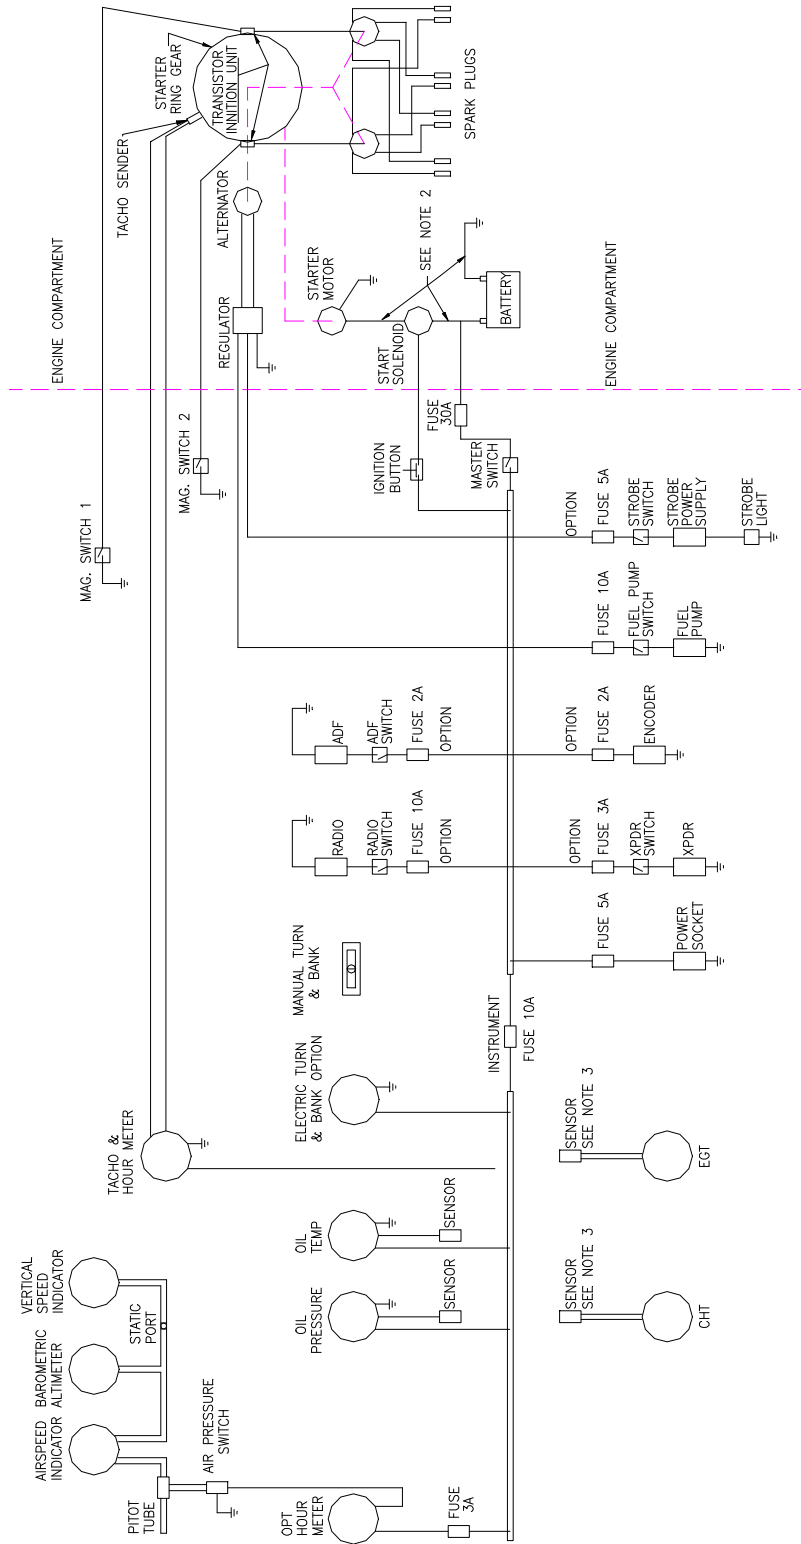 STARTER
RING GEAR
TRANSISTOR
INNITION UNIT
SPARK PLUGS
TACHO SENDER
ALTERNATOR
SEE NOTE 2
ENGINE COMPARTMENT
STARTER
MOTOR
ENGINE COMPARTMENT
REGULATOR
START
SOLENOID
BATTERY
FUSE
30A
MAG. SWITCH 2
IGNITION
BUTTON
MASTER
SWITCH
MAG. SWITCH 1
OPTION
FUSE 5A
STROBE
SWITCH
STROBE
POWER
SUPPLY
STROBE
LIGHT
FUSE 10A
FUEL PUMP
SWITCH
FUEL
PUMP
ADF
ADF
SWITCH
FUSE 2A
OPTION
OPTION
FUSE 2A
ENCODER
RADIO
RADIO
SWITCH
FUSE 10A
OPTION
OPTION
FUSE 3A
XPDR
SWITCH
XPDR
MANUAL TURN
& BANK
FUSE 5A
POWER
SOCKET
INSTRUMENT
FUSE 10A
ELECTRIC TURN
& BANK OPTION
TACHO &
HOUR METER
SENSOR
SEE NOTE 3
EGT
OIL
TEMP
SENSOR
VERTICAL
SPEED
INDICATOR
STATIC
PORT
OIL
PRESSURE
SENSOR
SENSOR
SEE NOTE 3
CHT
BAROMETRIC
ALTIMETER
AIRSPEED
INDICATOR
AIR PRESSURE
SWITCH
PITOT
TUBE
OPT
HOUR
METER
FUSE
3A